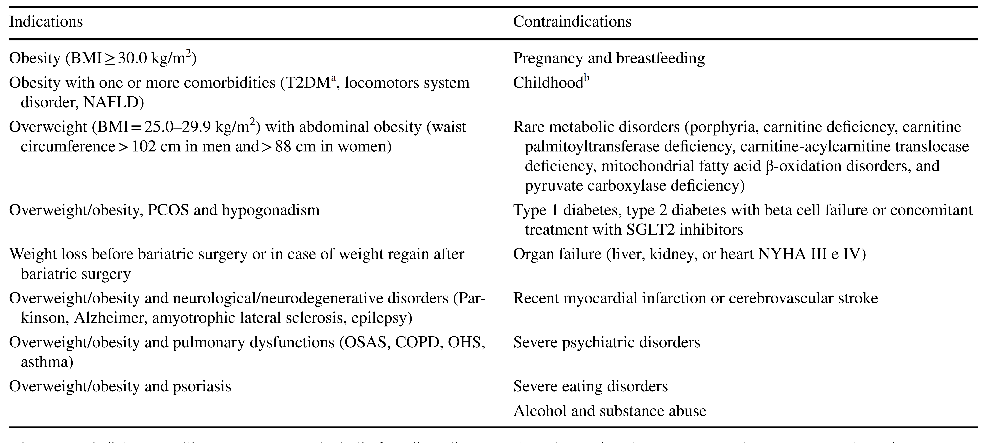 Indications Contraindications
Obesity (BMI ≥ 30.0 kg/m²) Pregnancy and breastfeeding
Obesity with one or more comorbidities (T2DMᵃ, locomotors system Childhoodᵇ
disorder, NAFLD)
Overweight (BMI = 25.0–29.9 kg/m²) with abdominal obesity (waist Rare metabolic disorders (porphyria, carnitine deficiency, carnitine
circumference > 102 cm in men and > 88 cm in women) palmitoyltransferase deficiency, carnitine-acylcarnitine translocase
deficiency, mitochondrial fatty acid β-oxidation disorders, and
pyruvate carboxylase deficiency)
Overweight/obesity, PCOS and hypogonadism Type 1 diabetes, type 2 diabetes with beta cell failure or concomitant
treatment with SGLT2 inhibitors
Weight loss before bariatric surgery or in case of weight regain after Organ failure (liver, kidney, or heart NYHA III e IV)
bariatric surgery
Overweight/obesity and neurological/neurodegenerative disorders (Par- Recent myocardial infarction or cerebrovascular stroke
kinson, Alzheimer, amyotrophic lateral sclerosis, epilepsy)
Overweight/obesity and pulmonary dysfunctions (OSAS, COPD, OHS, Severe psychiatric disorders
asthma)
Overweight/obesity and psoriasis Severe eating disorders
Alcohol and substance abuse